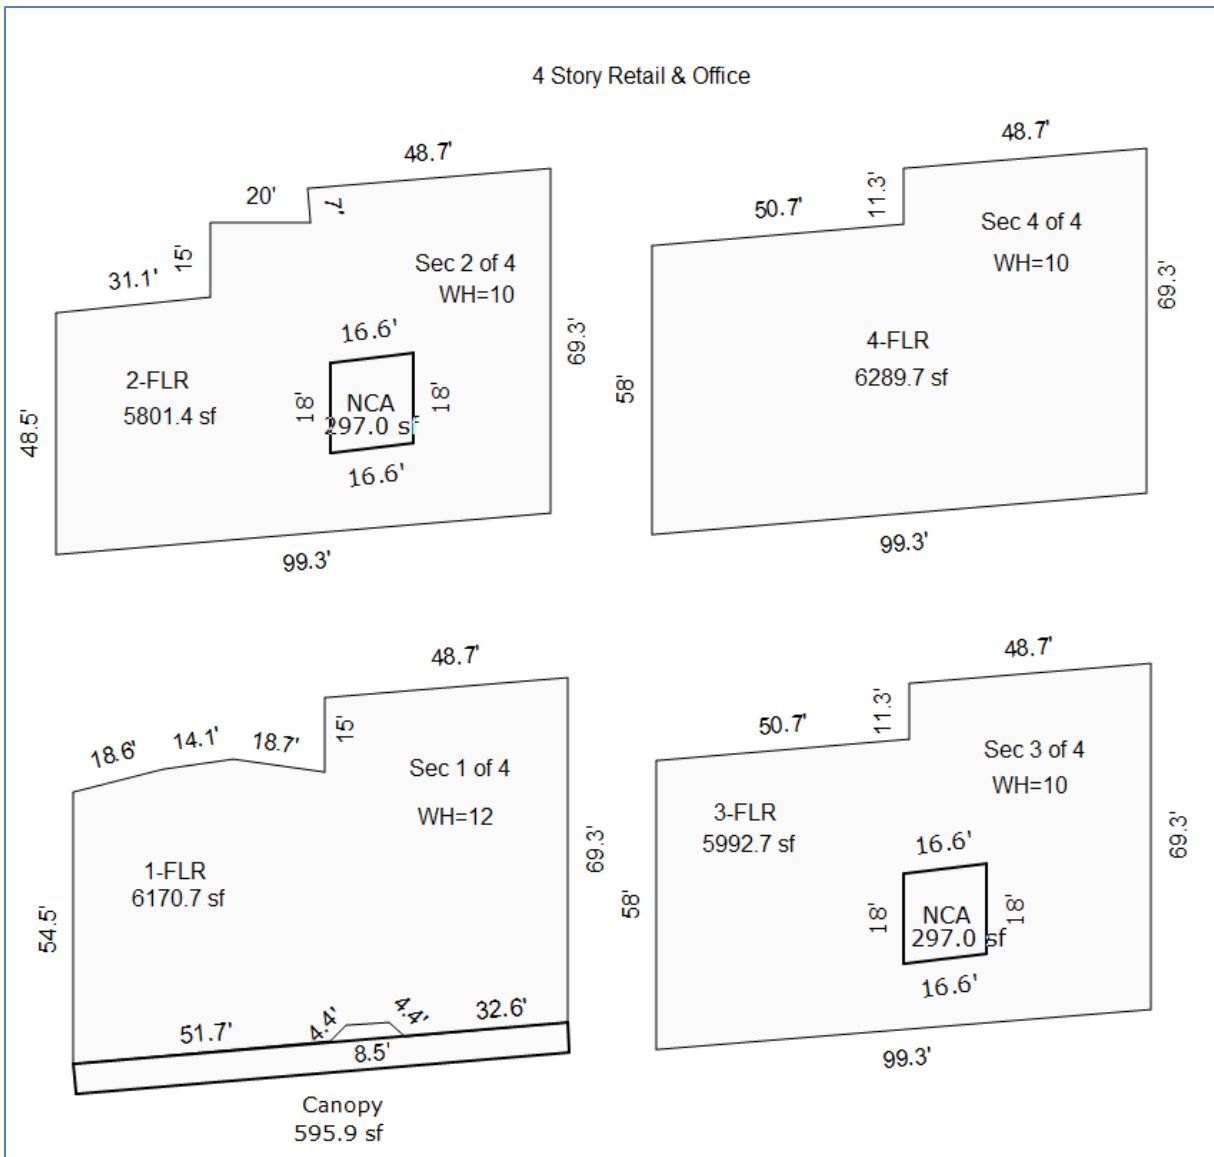 4 Story Retail & Office
48.7'
20'
7'
15'
31.1'
Sec 2 of 4
WH=10
16.6'
69.3'
2-FLR
5801.4 sf
18'
NCA
18'
297.0 sf
48.5'
16.6'
99.3'
48.7'
11.3'
50.7'
Sec 4 of 4
WH=10
69.3'
4-FLR
6289.7 sf
58'
99.3'
48.7'
15'
18.6'
14.1'
18.7'
Sec 1 of 4
WH=12
69.3'
1-FLR
6170.7 sf
54.5'
51.7'
4.4'
4.4'
32.6'
8.5'
Canopy
595.9 sf
48.7'
11.3'
50.7'
Sec 3 of 4
WH=10
3-FLR
5992.7 sf
69.3'
16.6'
58'
18'
NCA
18'
297.0 sf
16.6'
99.3'